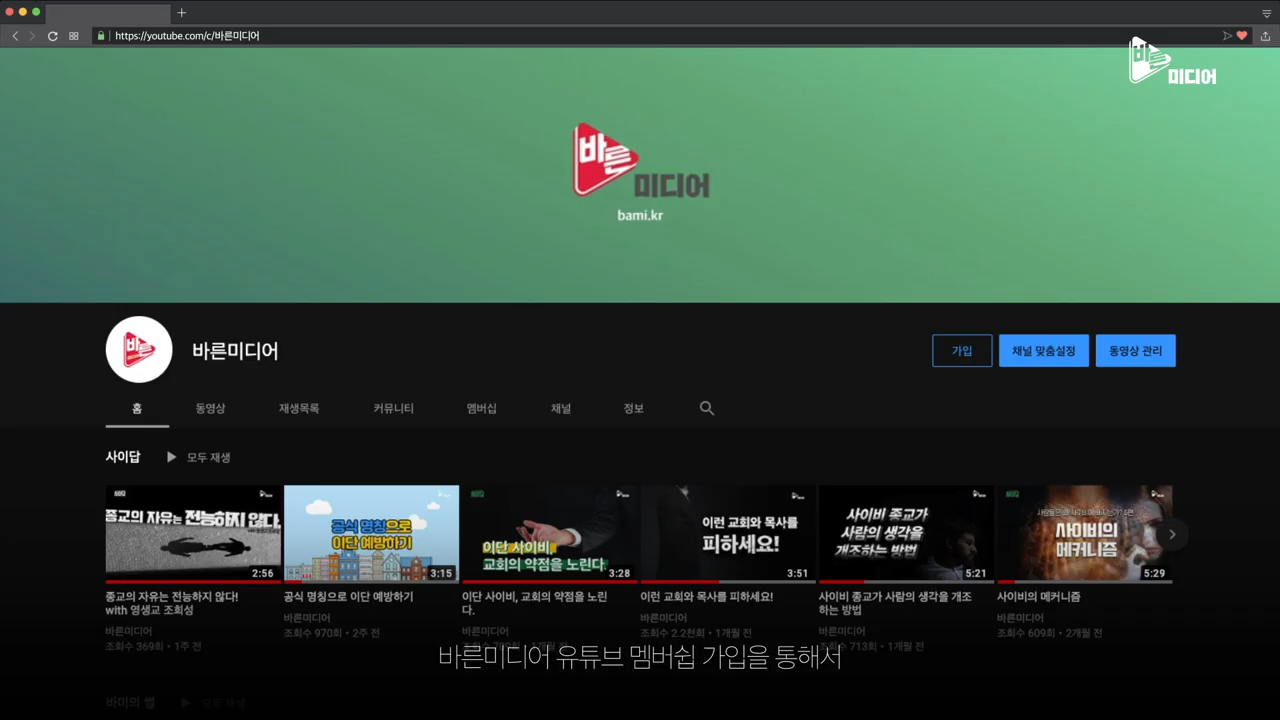 https://youtube.com/c/바른미디어
바른
미디어
바른
미디어
bami.kr
바른
바른미디어
가입
채널 맞춤설정
동영상 관리
홈
동영상
재생목록
커뮤니티
멤버십
채널
정보
사이답
모두 재생
종교의 자유는 전능하지 않다!
2:56
공식 명칭으로
이단 예방하기
3:15
이단 사이비,
교회의 약점을 노린다.
3:28
이런 교회와 목사를
피하세요!
3:51
사이비 종교가
사람의 생각을
개조하는 방법
5:21
사이비의
메커니즘
5:29
종교의 자유는 전능하지 않다!
with 영생교 조희성
바른미디어
조회수 369회 • 1주 전
공식 명칭으로 이단 예방하기
바른미디어
조회수 970회 • 2주 전
이단 사이비, 교회의 약점을 노린
다.
바른미디어
이런 교회와 목사를 피하세요!
바른미디어
조회수 2.2천회 • 1개월 전
사이비 종교가 사람의 생각을 개조
하는 방법
바른미디어
조회수 713회 • 1개월 전
사이비의 메커니즘
바른미디어
조회수 609회 • 2개월 전
바른미디어 유튜브 멤버쉽 가입을 통해서
바미의 썰
모두 재생